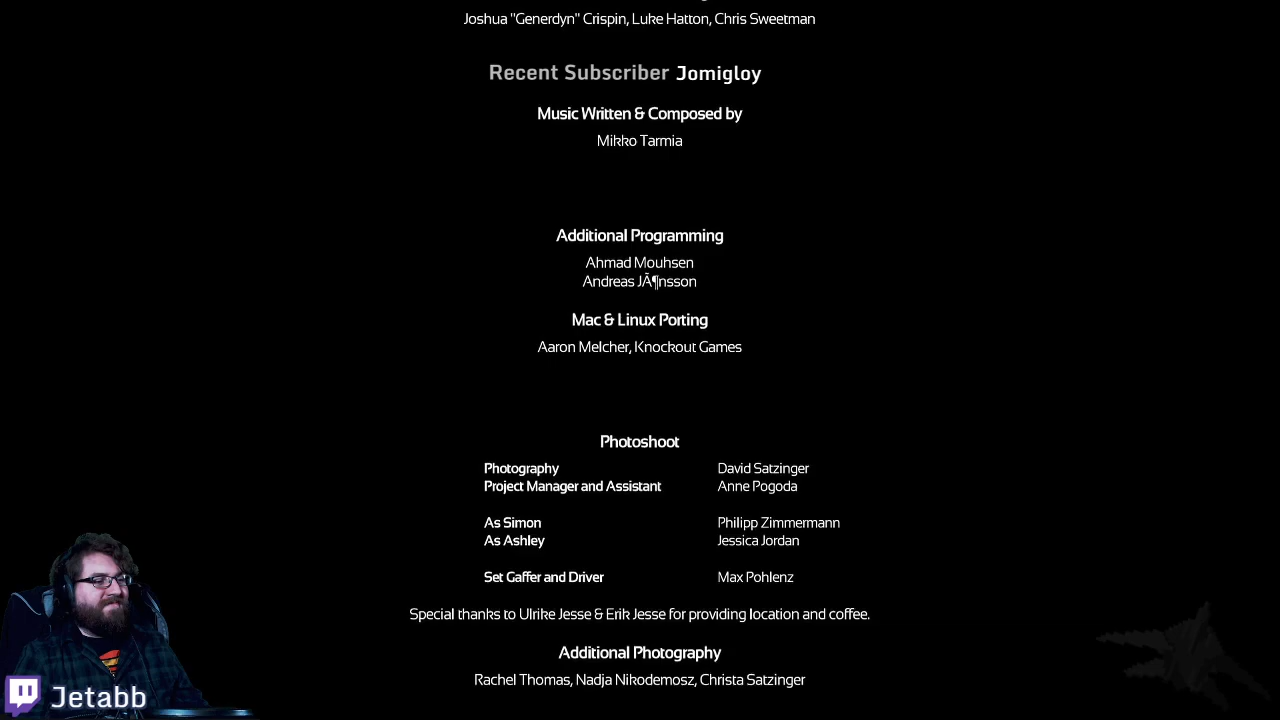 Joshua "Generdyn" Crispin, Luke Hatton, Chris Sweetman
Recent Subscriber Jomigloy
Music Written & Composed by
Mikko Tarmia
Additional Programming
Ahmad Mouhsen
Andreas JÃ¶nsson
Mac & Linux Porting
Aaron Melcher, Knockout Games
Photoshoot
Photography David Satzinger
Project Manager and Assistant Anne Pogoda
As Simon Philipp Zimmermann
As Ashley Jessica Jordan
Set Gaffer and Driver Max Pohlenz
Special thanks to Ulrike Jesse & Erik Jesse for providing location and coffee.
Additional Photography
Rachel Thomas, Nadja Nikodemosz, Christa Satzinger
Jetabb